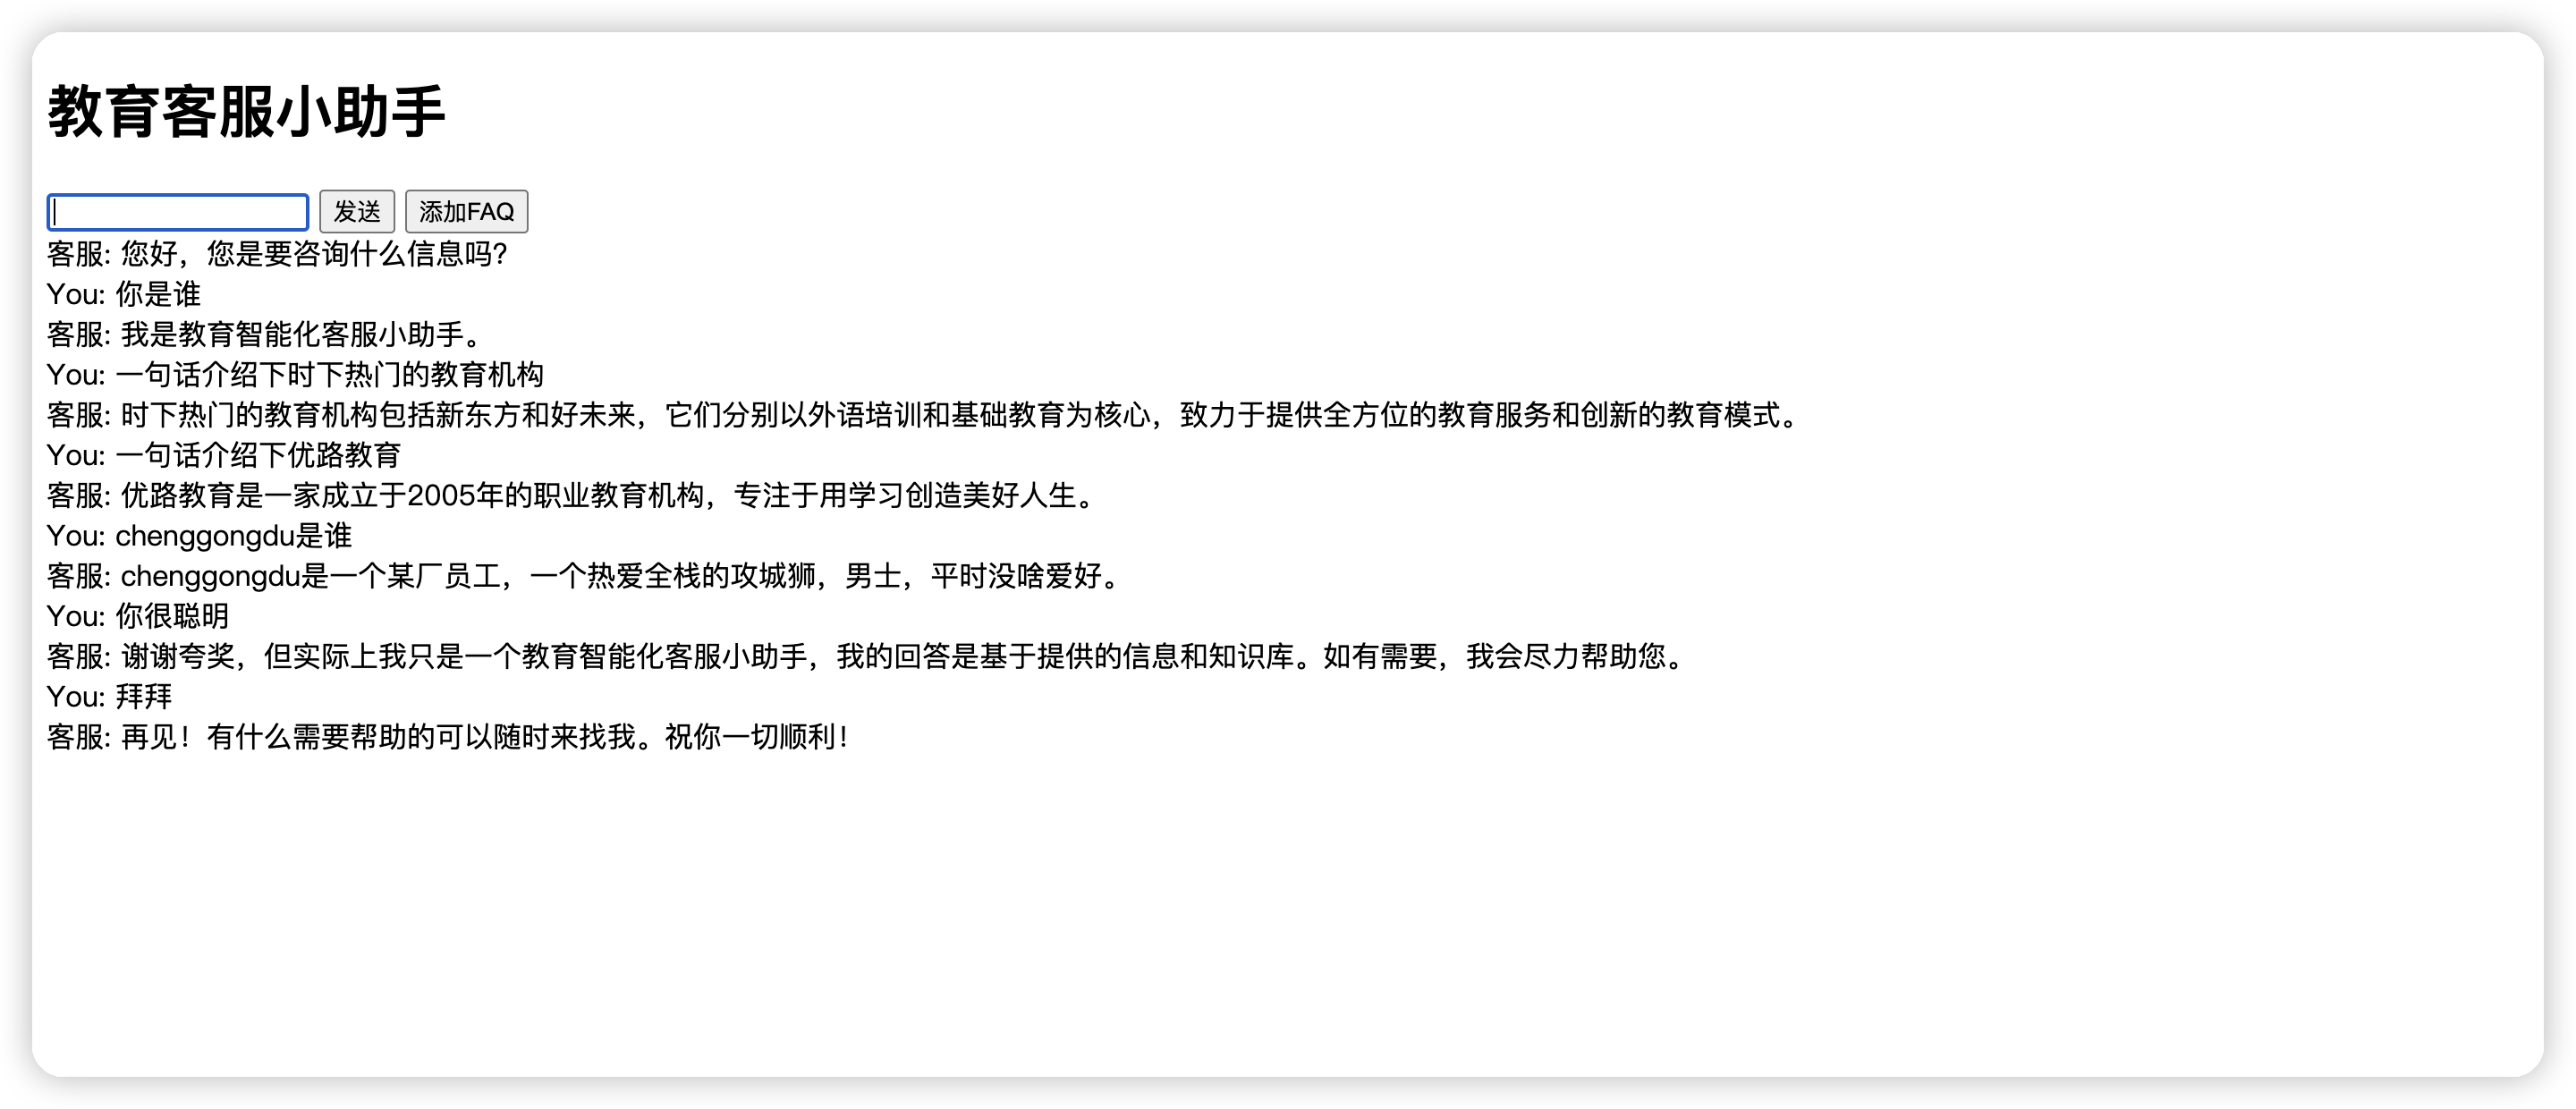 教育客服小助手
发送 添加FAQ
客服: 您好，您是要咨询什么信息吗?
You: 你是谁
客服: 我是教育智能化客服小助手。
You: 一句话介绍下时下热门的教育机构
客服: 时下热门的教育机构包括新东方和好未来，它们分别以外语培训和基础教育为核心，致力于提供全方位的教育服务和创新的教育模式。
You: 一句话介绍下优路教育
客服: 优路教育是一家成立于2005年的职业教育机构，专注于用学习创造美好人生。
You: chenggongdu是谁
客服: chenggongdu是一个某厂员工，一个热爱全栈的攻城狮，男士，平时没啥爱好。
You: 你很聪明
客服: 谢谢夸奖，但实际上我只是一个教育智能化客服小助手，我的回答是基于提供的信息和知识库。如有需要，我会尽力帮助您。
You: 拜拜
客服: 再见！有什么需要帮助的可以随时来找我。祝你一切顺利！